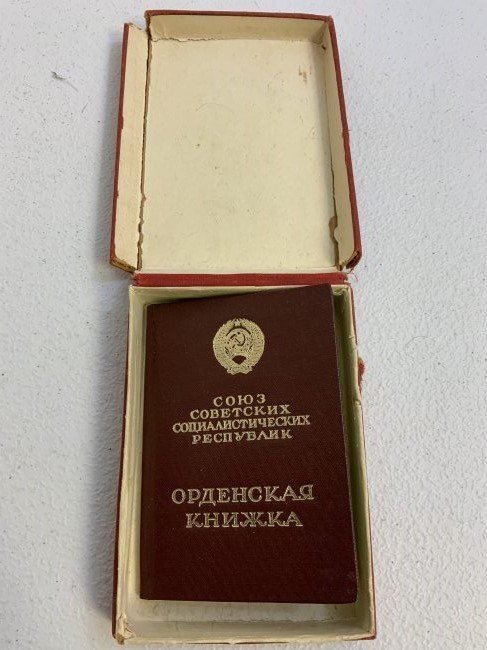 СОЮЗ
СОВЕТСКИХ
СОЦИАЛИСТИЧЕСКИХ
РЕСПУБЛИК
ОРДЕНСКАЯ
КНИЖКА